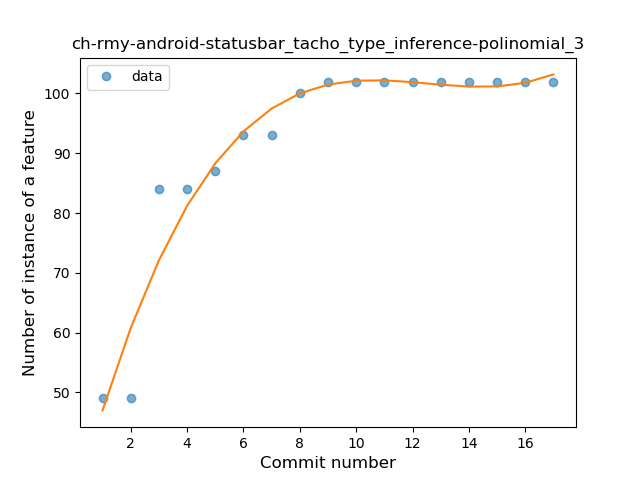 ch-rmy-android-statusbar_tacho_type_inference-polinomial_3
data
Number of instance of a feature
100
90
80
70
60
50
2 4 6 8 10 12 14 16
Commit number